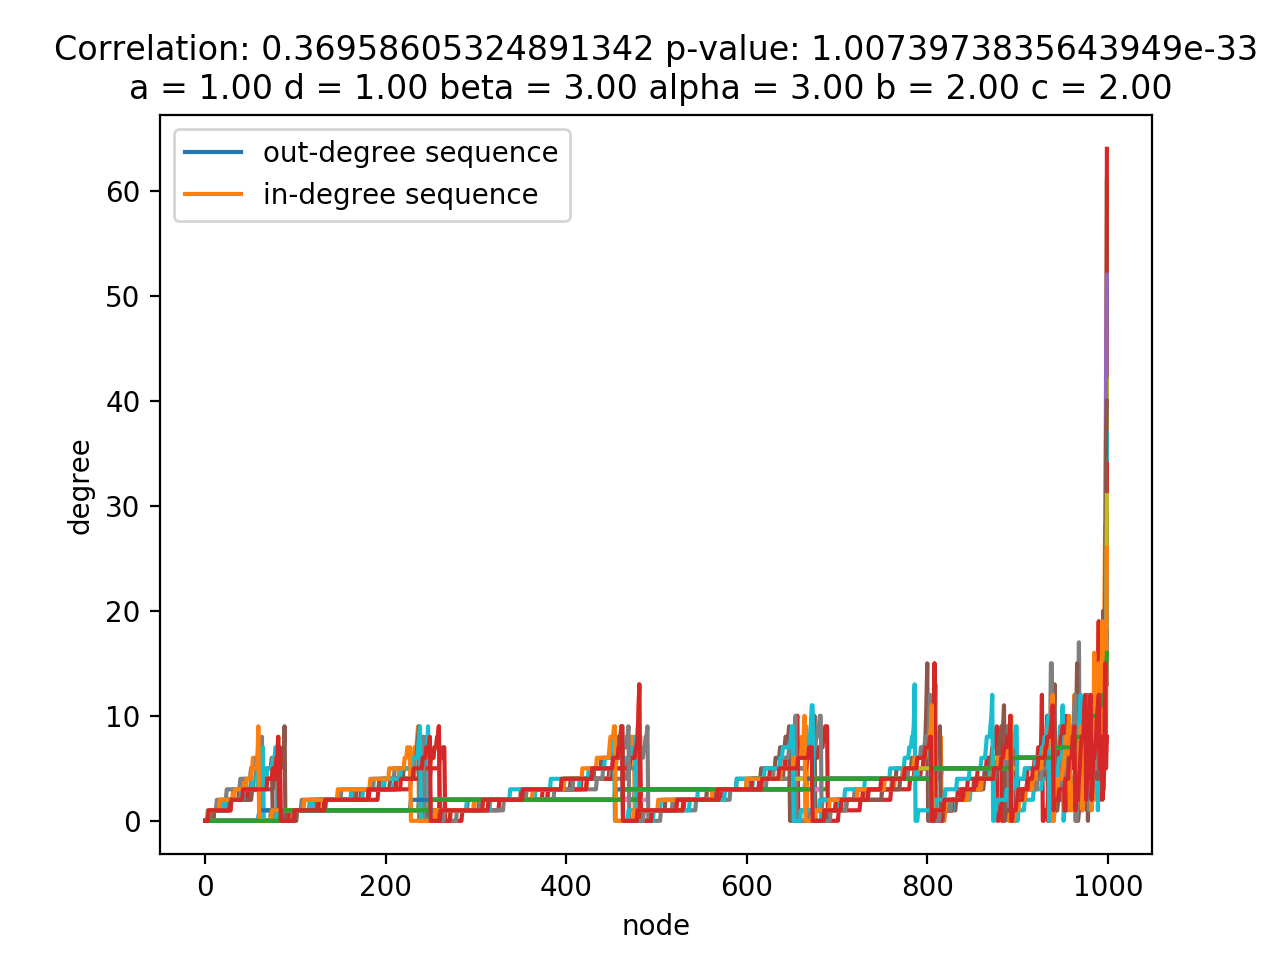 Correlation: 0.36958605324891342 p-value: 1.0073973835643949e-33
a = 1.00 d = 1.00 beta = 3.00 alpha = 3.00 b = 2.00 c = 2.00
out-degree sequence
in-degree sequence
degree
60
50
40
30
20
10
0
0 200 400 600 800 1000
node